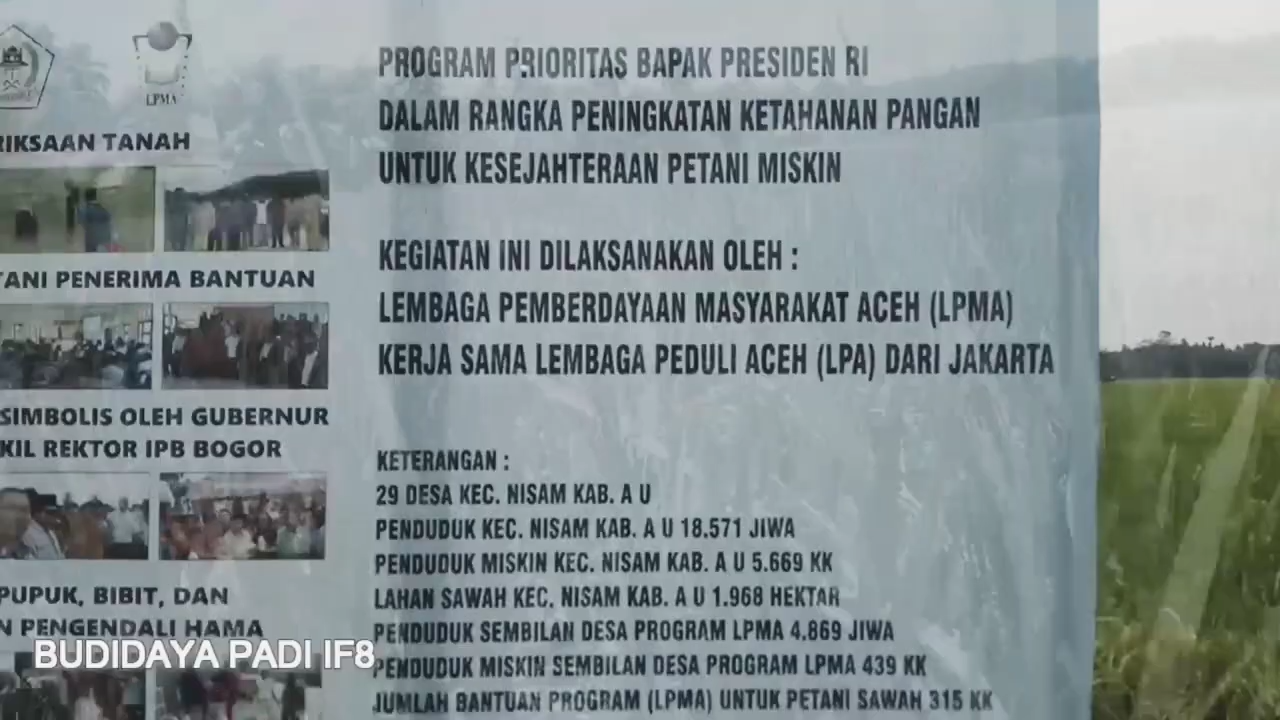 LPMA
RIKSAAN TANAH
TANI PENERIMA BANTUAN
SIMBOLIS OLEH GUBERNUR
KIL REKTOR IPB BOGOR
PUPUK, BIBIT, DAN
N PENGENDALI HAMA
BUDIDAYA PADI IF8
PROGRAM PRIORITAS BAPAK PRESIDEN RI
DALAM RANGKA PENINGKATAN KETAHANAN PANGAN
UNTUK KESEJAHTERAAN PETANI MISKIN
KEGIATAN INI DILAKSANAKAN OLEH :
LEMBAGA PEMBERDAYAAN MASYARAKAT ACEH (LPMA)
KERJA SAMA LEMBAGA PEDULI ACEH (LPA) DARI JAKARTA
KETERANGAN :
29 DESA KEC. NISAM KAB. A U
PENDUDUK KEC. NISAM KAB. A U 18.571 JIWA
PENDUDUK MISKIN KEC. NISAM KAB. A U 5.669 KK
LAHAN SAWAH KEC. NISAM KAB. A U 1.968 HEKTAR
PENDUDUK SEMBILAN DESA PROGRAM LPMA 4.869 JIWA
PENDUDUK MISKIN SEMBILAN DESA PROGRAM LPMA 439 KK
JUMLAH BANTUAN PROGRAM (LPMA) UNTUK PETANI SAWAH 315 KK